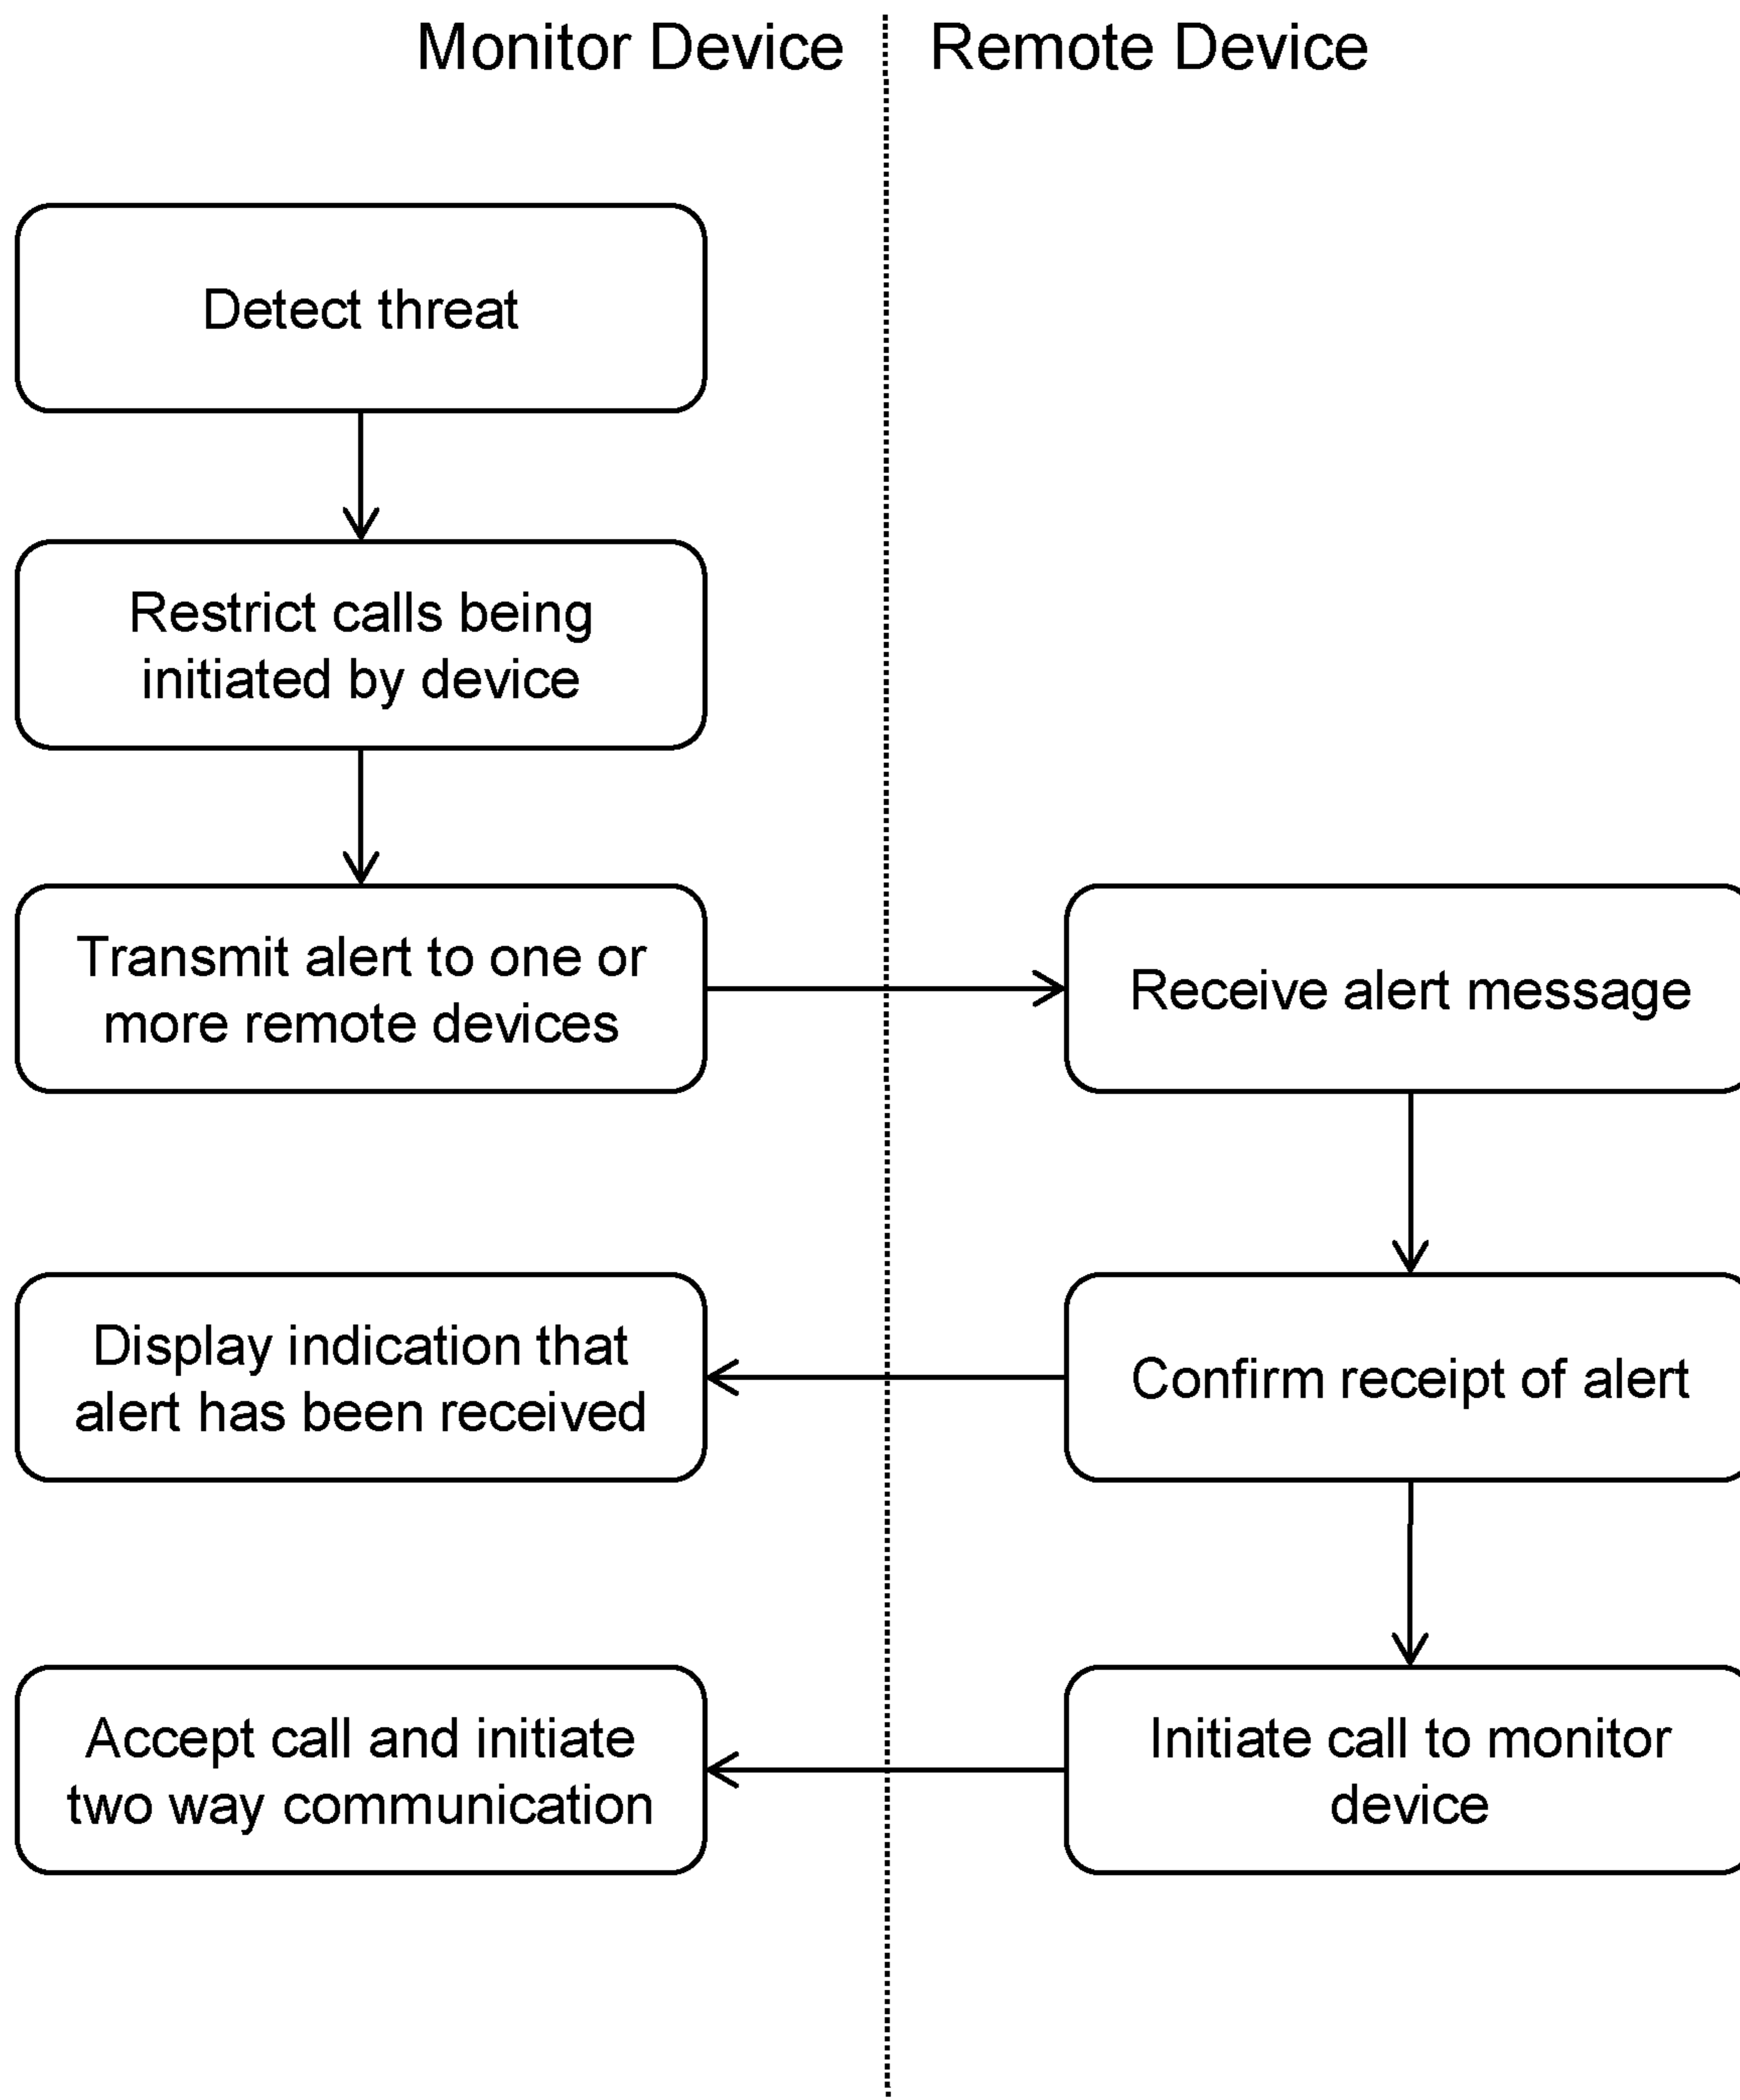 Monitor Device
Remote Device
Detect threat
Restrict calls being
initiated by device
Transmit alert to one or
more remote devices
Receive alert message
Display indication that
alert has been received
Confirm receipt of alert
Accept call and initiate
two way communication
Initiate call to monitor
device